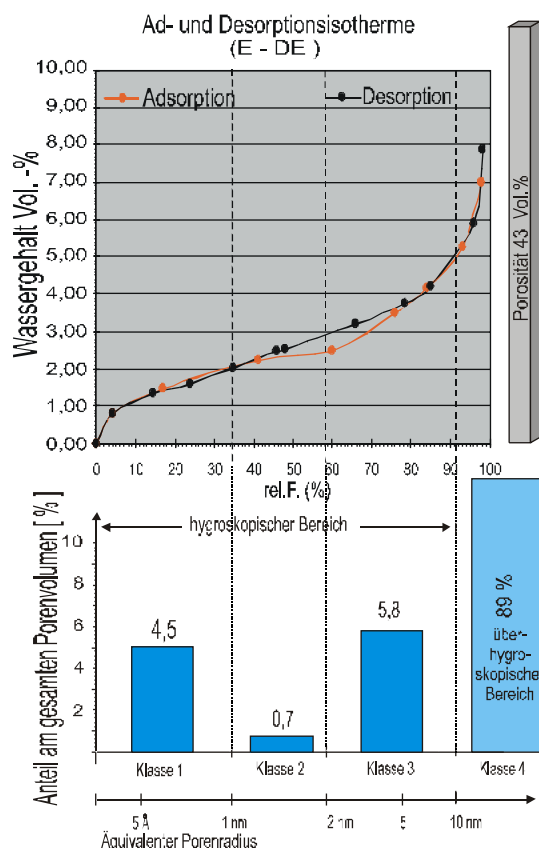 Ad- und Desorptionsisotherme
(E - DE )
Wassergehalt Vol. -%
10,00
9,00
8,00
7,00
6,00
5,00
4,00
3,00
2,00
1,00
0,00
Adsorption
Desorption
Porosität 43 Vol.%
0 10 20 30 40 50 60 70 80 90 100
rel.F. (%)
Anteil am gesamten Porenvolumen [ % ]
hygroskopischer Bereich
10
8
6
4
2
4,5
0,7
5,8
89 %
über-
hygro-
skopischer
Bereich
Klasse 1 Klasse 2 Klasse 3 Klasse 4
5 Å 1 nm 2 nm 5 10 nm
Äquivalenter Porenradius